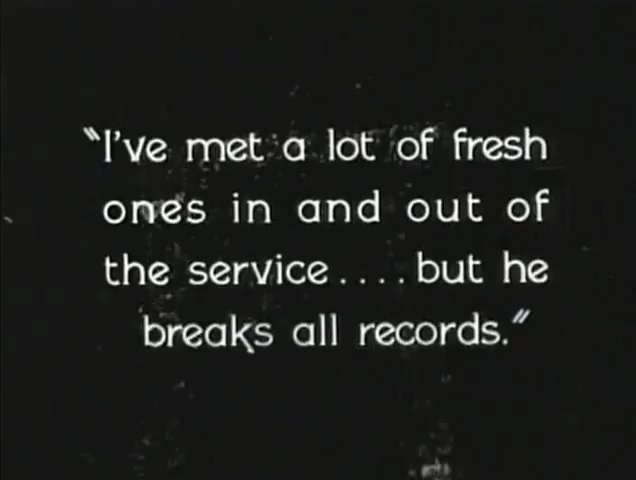 "I've met a lot of fresh
ones in and out of
the service....but he
breaks all records."